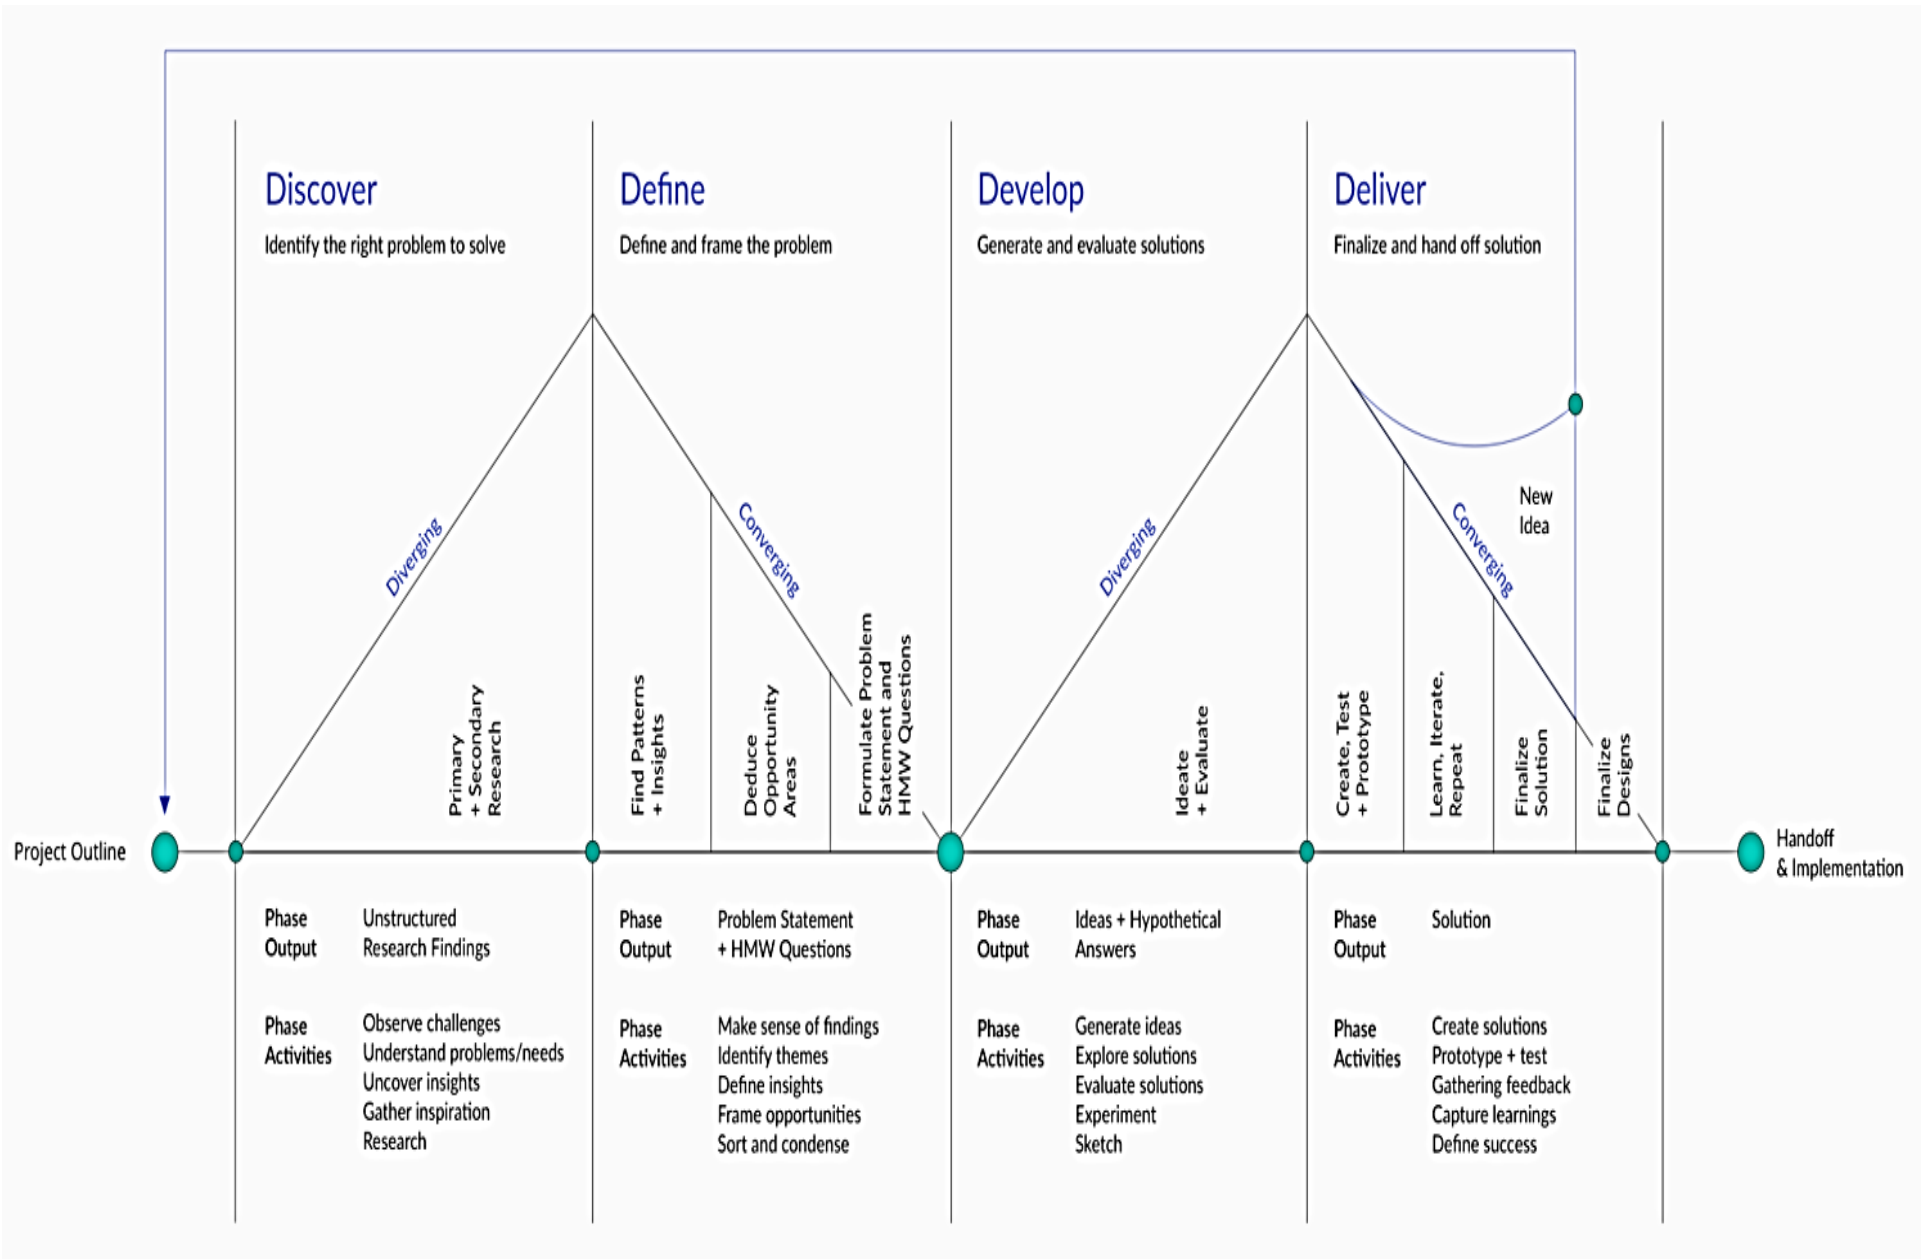 Discover
Identify the right problem to solve
Define
Define and frame the problem
Develop
Generate and evaluate solutions
Deliver
Finalize and hand off solution
Diverging
Converging
Diverging
Converging
New
Idea
Primary
+ Secondary
Research
Find Patterns
+ Insights
Deduce
Opportunity
Areas
Formulate Problem
Statement and
HMW Questions
Ideate
+ Evaluate
Create, Test
+ Prototype
Learn, Iterate,
Repeat
Finalize
Solution
Finalize
Designs
Project Outline
Handoff
& Implementation
Phase
Output
Unstructured
Research Findings
Phase
Activities
Observe challenges
Understand problems/needs
Uncover insights
Gather inspiration
Research
Phase
Output
Problem Statement
+ HMW Questions
Phase
Activities
Make sense of findings
Identify themes
Define insights
Frame opportunities
Sort and condense
Phase
Output
Ideas + Hypothetical
Answers
Phase
Activities
Generate ideas
Explore solutions
Evaluate solutions
Experiment
Sketch
Phase
Output
Solution
Phase
Activities
Create solutions
Prototype + test
Gathering feedback
Capture learnings
Define success